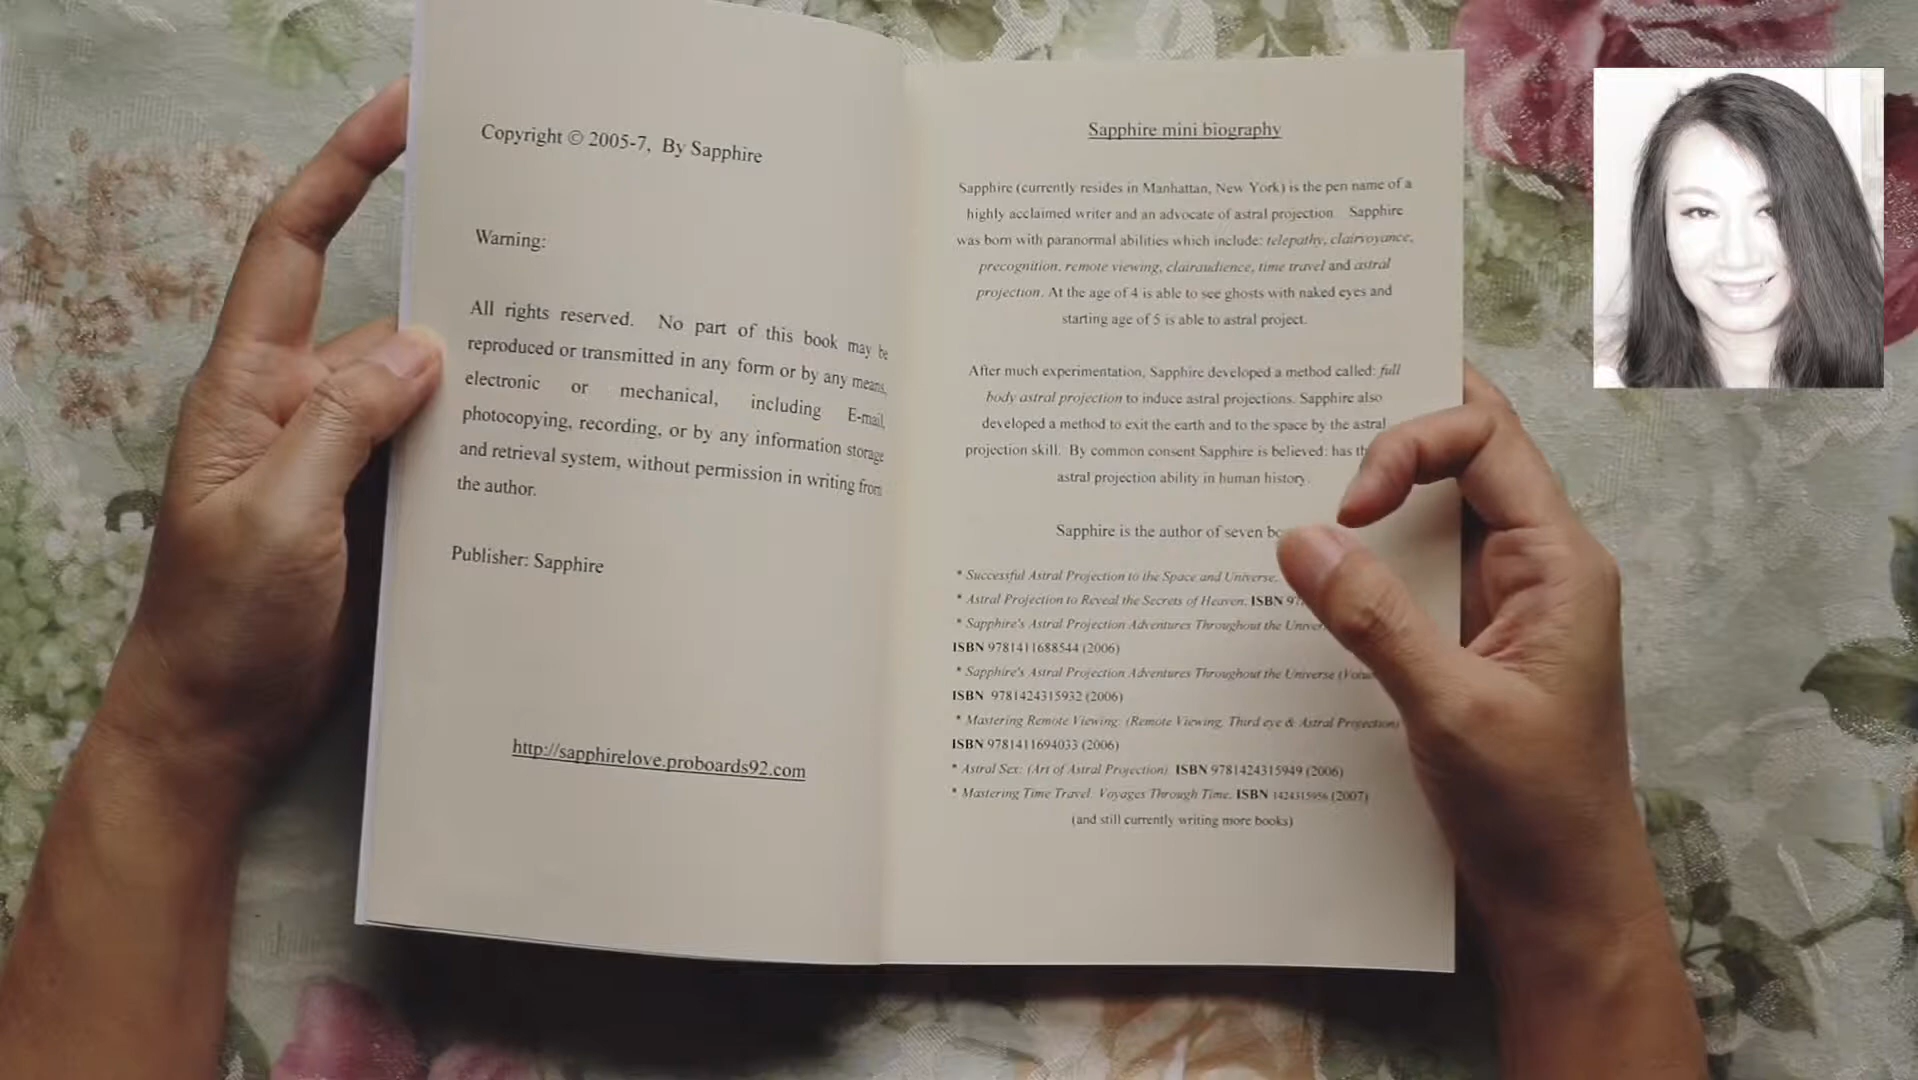 Copyright © 2005-7, By Sapphire
Warning:
All rights reserved. No part of this book may be
reproduced or transmitted in any form or by any means,
electronic or mechanical, including E-mail,
photocopying, recording, or by any information storage
and retrieval system, without permission in writing from
the author.
Publisher: Sapphire
http://sapphirelove.proboards92.com
Sapphire mini biography
Sapphire (currently resides in Manhattan, New York) is the pen name of a
highly acclaimed writer and an advocate of astral projection. Sapphire
was born with paranormal abilities which include: telepathy, clairvoyance,
precognition, remote viewing, clairaudience, time travel and astral
projection. At the age of 4 is able to see ghosts with naked eyes and
starting age of 5 is able to astral project.
After much experimentation, Sapphire developed a method called: full
body astral projection to induce astral projections. Sapphire also
developed a method to exit the earth and to the space by the astral
projection skill. By common consent Sapphire is believed: has
astral projection ability in human history.
Sapphire is the author of seven
* Successful Astral Projection to the Space and Universe.
* Astral Projection to Reveal the Secrets of Heaven. ISBN
* Sapphire's Astral Projection Adventures Throughout the
ISBN 9781411688544 (2006)
* Sapphire's Astral Projection Adventures Throughout the Universe
ISBN 9781424315932 (2006)
* Mastering Remote Viewing: (Remote Viewing, Third eye & Astral Projection)
ISBN 9781411694033 (2006)
* Astral Sex: (Art of Astral Projection). ISBN 9781424315949 (2006)
* Mastering Time Travel: Voyages Through Time. ISBN 1424315956 (2007)
(and still currently writing more books)